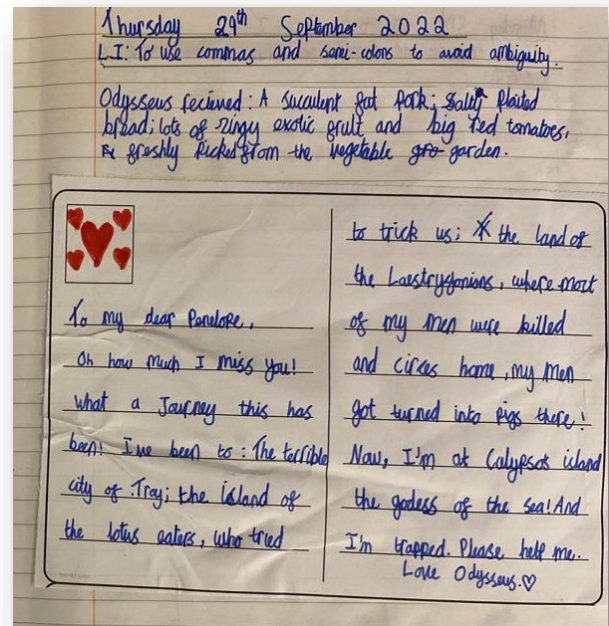 Thursday 29th September 2022
L.I: To use commas and semi-colons to avoid ambiguity.
Odysseus recieved: A succulent fat pork; salty plaited
bread; lots of zingy exotic fruit and big red tomatoes,
freshly picked from the vegetable garden.
To my dear Penelope,
Oh how much I miss you!
what a Journey this has
been! I've been to: The terrible
city of Troy; the island of
the lotus eaters, who tried
to trick us; the land of
the Laestrygonions, where most
of my men were killed
and circes home, my men
got turned into pigs there!
Now, I'm at Calypsos island
the godess of the sea! And
I'm trapped. Please help me.
Love Odysseus.♡